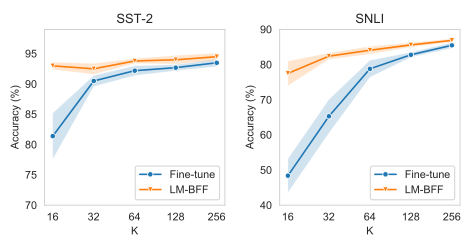 SST-2
Accuracy (%)
95
90
85
80
75
70
16 32 64 128 256
K
Fine-tune
LM-BFF
SNLI
Accuracy (%)
90
80
70
60
50
40
16 32 64 128 256
K
Fine-tune
LM-BFF